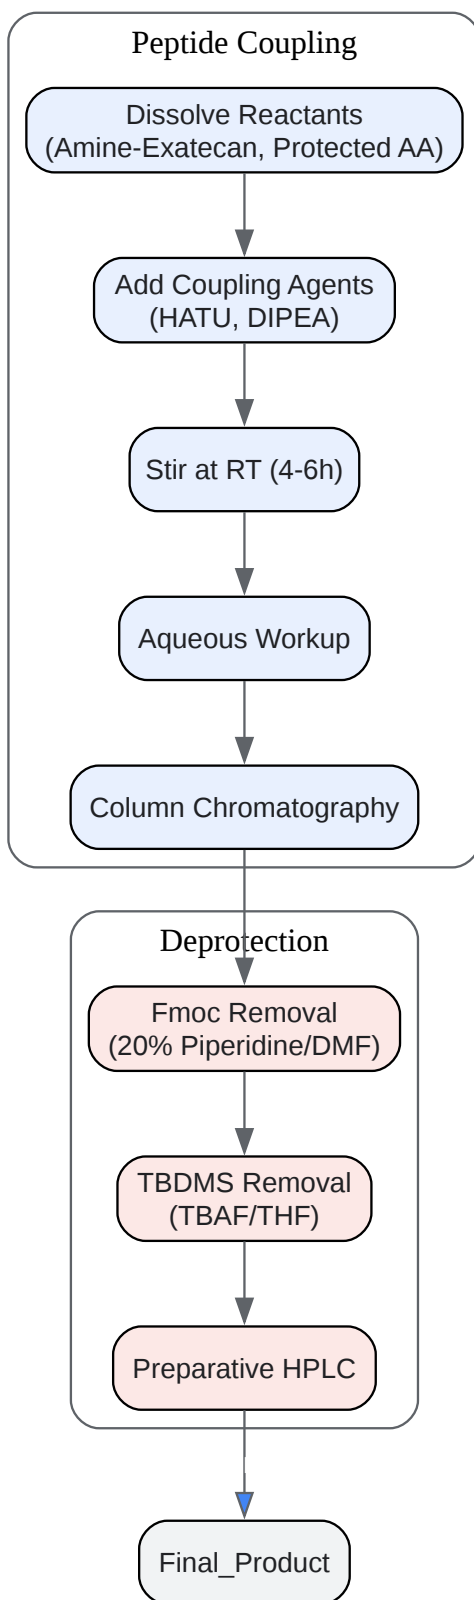 Peptide Coupling
Dissolve Reactants
(Amine-Exatecan, Protected AA)
Add Coupling Agents
(HATU, DIPEA)
Stir at RT (4-6h)
Aqueous Workup
Column Chromatography
Deprotection
Fmoc Removal
(20% Piperidine/DMF)
TBDMS Removal
(TBAF/THF)
Preparative HPLC
Final_Product